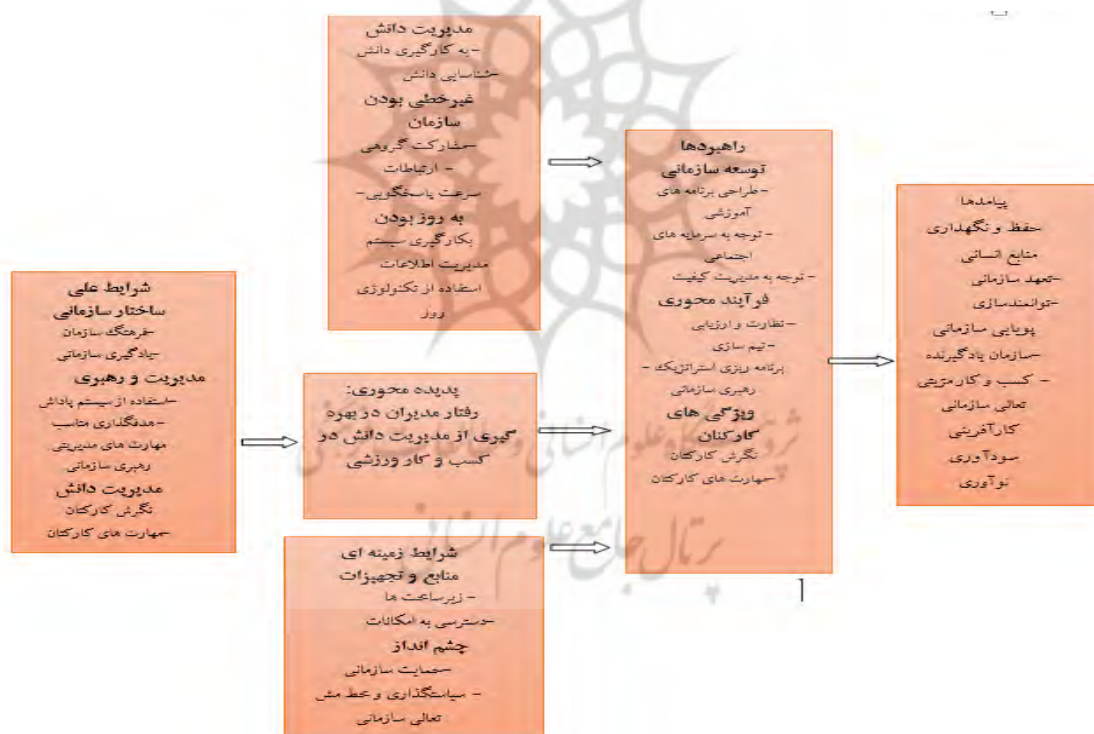 مدیریت دانش
- به کارگیری دانش
-شناسایی دانش
غیرخطی بودن
سازمان
-مشارکت گروهی
- ارتباطات
سرعت پاسخگویی-
به روز بودن
بکارگیری سیستم
مدیریت اطلاعات
استفاده از تکنولوژی
روز
شرایط علی
ساختار سازمانی
-فرهنگ سازمان
-یادگیری سازمانی
مدیریت و رهبری
-استفاده از سیستم پاداش
-هدفگذاری مناسب
مهارت های مدیریتی
رهبری سازمانی
مدیریت دانش
نگرش کارکنان
-مهارت های کارکنان
پدیده محوری:
رفتار مدیران در بهره
گیری از مدیریت دانش در
کسب و کار ورزشی
شرایط زمینه ای
منابع و تجهیزات
- زیرساخت ها
-دسترسی به امکانات
چشم انداز
-حمایت سازمانی
- سیاستگذاری و خط مش
تعالی سازمانی
راهبردها
توسعه سازمانی
-طراحی برنامه های
آموزشی
- توجه به سرمایه های
اجتماعی
- توجه به مدیریت کیفیت
فرآیند محوری
-نظارت و ارزیابی
- تیم سازی
برنامه ریزی استراتژیک-
رهبری سازمانی
ویژگی های
کارکنان
نگرش کارکنان
-مهارت های کارکنان
پیامدها
-حفظ و نگهداری
منابع انسانی
-تعهد سازمانی
-توانمندسازی
پویایی سازمانی
-سازمان یادگیرنده
- کسب و کار مزیتی
تعالی سازمانی
کارآفرینی
سودآوری
نوآوری
1
پرتال جامع علوم انسانی